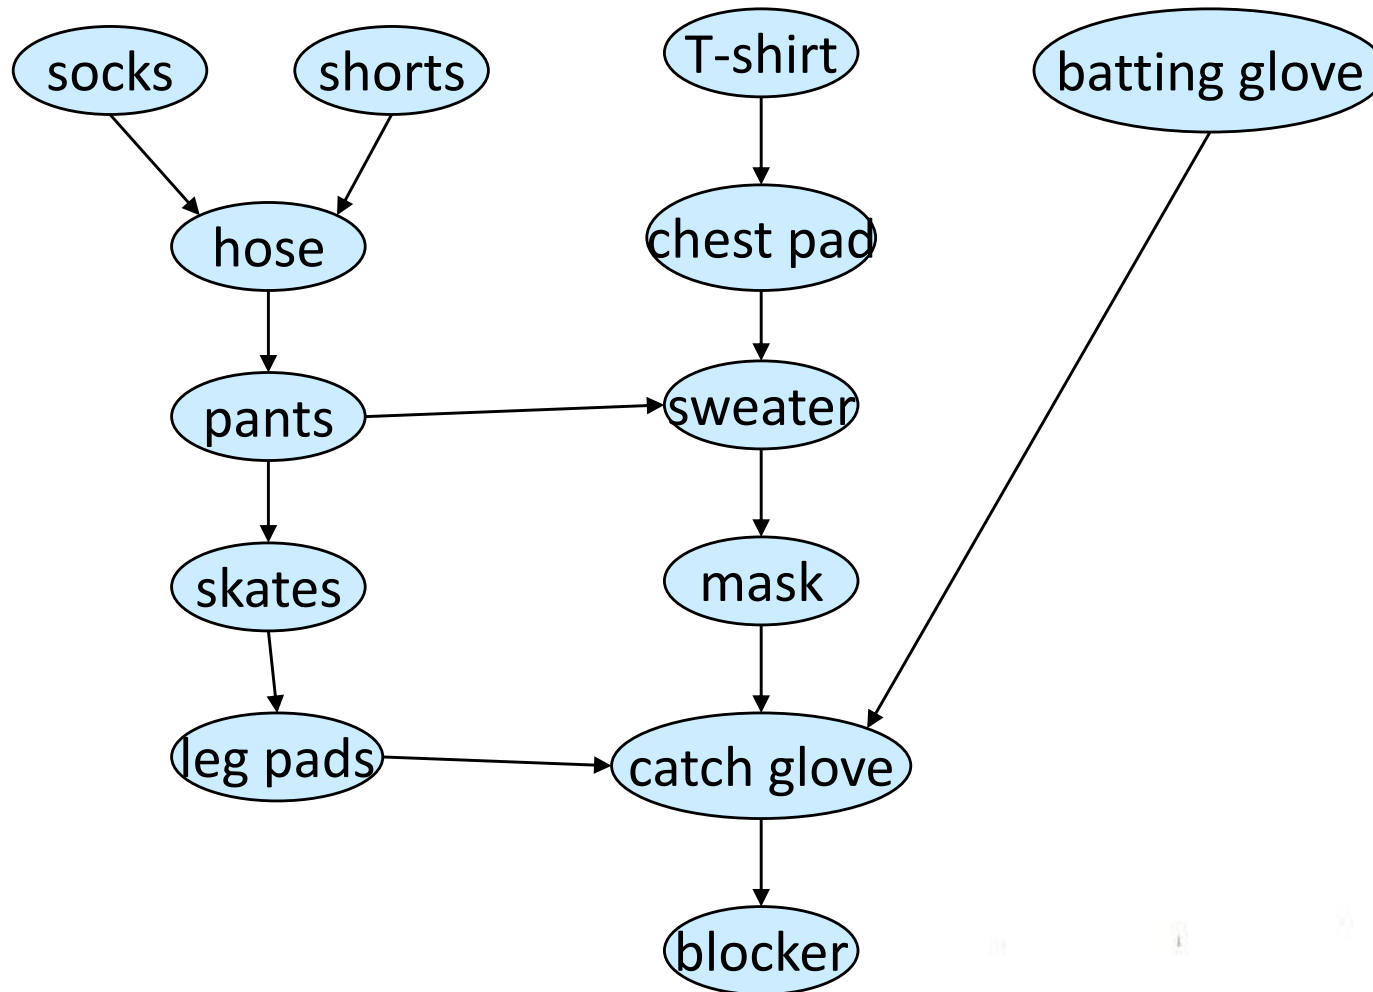 socks
shorts
T-shirt
batting glove
hose
chest pad
pants
sweater
skates
mask
leg pads
catch glove
blocker